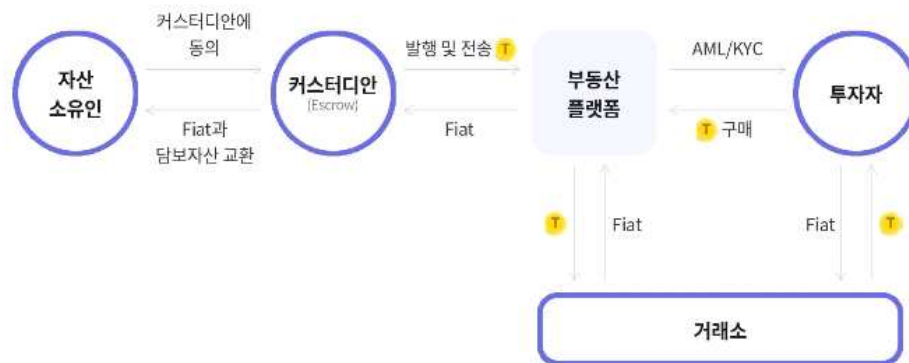 커스터디안에
동의
자산
소유인
Fiat과
담보자산 교환
커스터디안
(Escrow)
발행 및 전송 T
Fiat
부동산
플랫폼
AML/KYC
T 구매
투자자
T
Fiat
Fiat
T
거래소